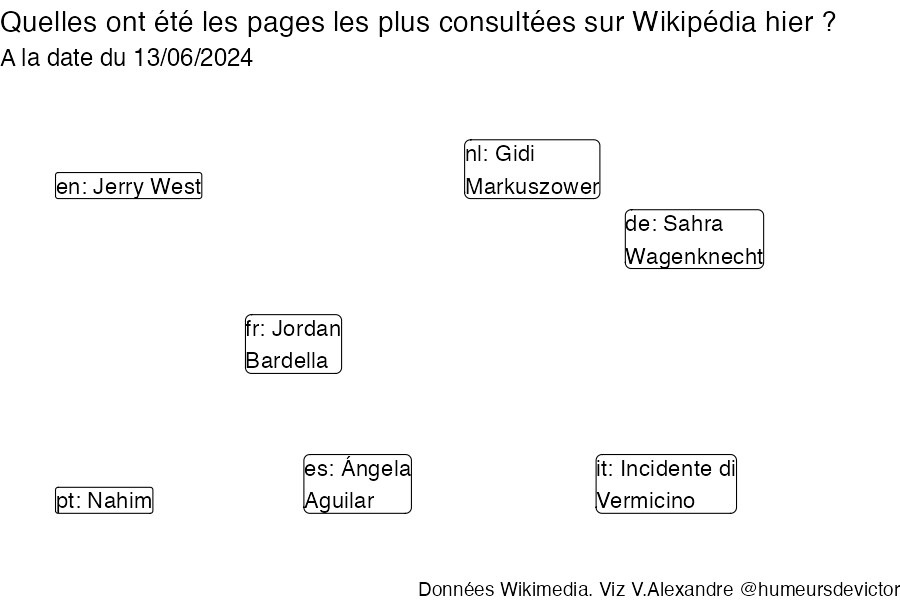 Quelles ont été les pages les plus consultées sur Wikipédia hier ?
A la date du 13/06/2024
nl: Gidi
Markuszower
en: Jerry West
de: Sahra
Wagenknecht
fr: Jordan
Bardella
es: Ángela
Aguilar
it: Incidente di
Vermicino
pt: Nahim
Données Wikimedia. Viz V.Alexandre @humeursdevictor